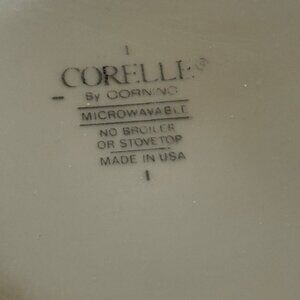 CORELLE®
By CORNING
MICROWAVABLE
NO BROILER
OR STOVETOP
MADE IN USA